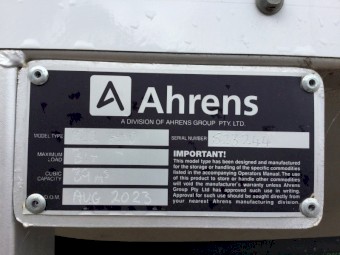 Ahrens
A DIVISION OF AHRENS GROUP PTY. LTD.
MODEL TYPE
SERIAL NUMBER
MAXIMUM
LOAD
CUBIC
CAPACITY
D.O.M.
AUG 2023
IMPORTANT!
This model type has been designed and manufactured
for the storage or handling of the specific commodities
listed in the accompanying Operators Manual. The use
of this product to store or handle other commodities
will void the manufacturer's warranty unless Ahrens
Group Pty Ltd has approved such use in writing.
Approval for such use should be sought directly from
your nearest Ahrens manufacturing division.